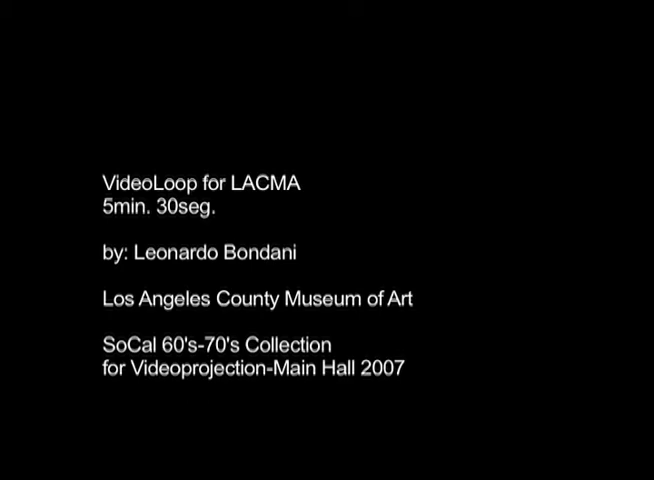 VideoLoop for LACMA
5min. 30seg.
by: Leonardo Bondani
Los Angeles County Museum of Art
SoCal 60's-70's Collection
for Videoprojection-Main Hall 2007